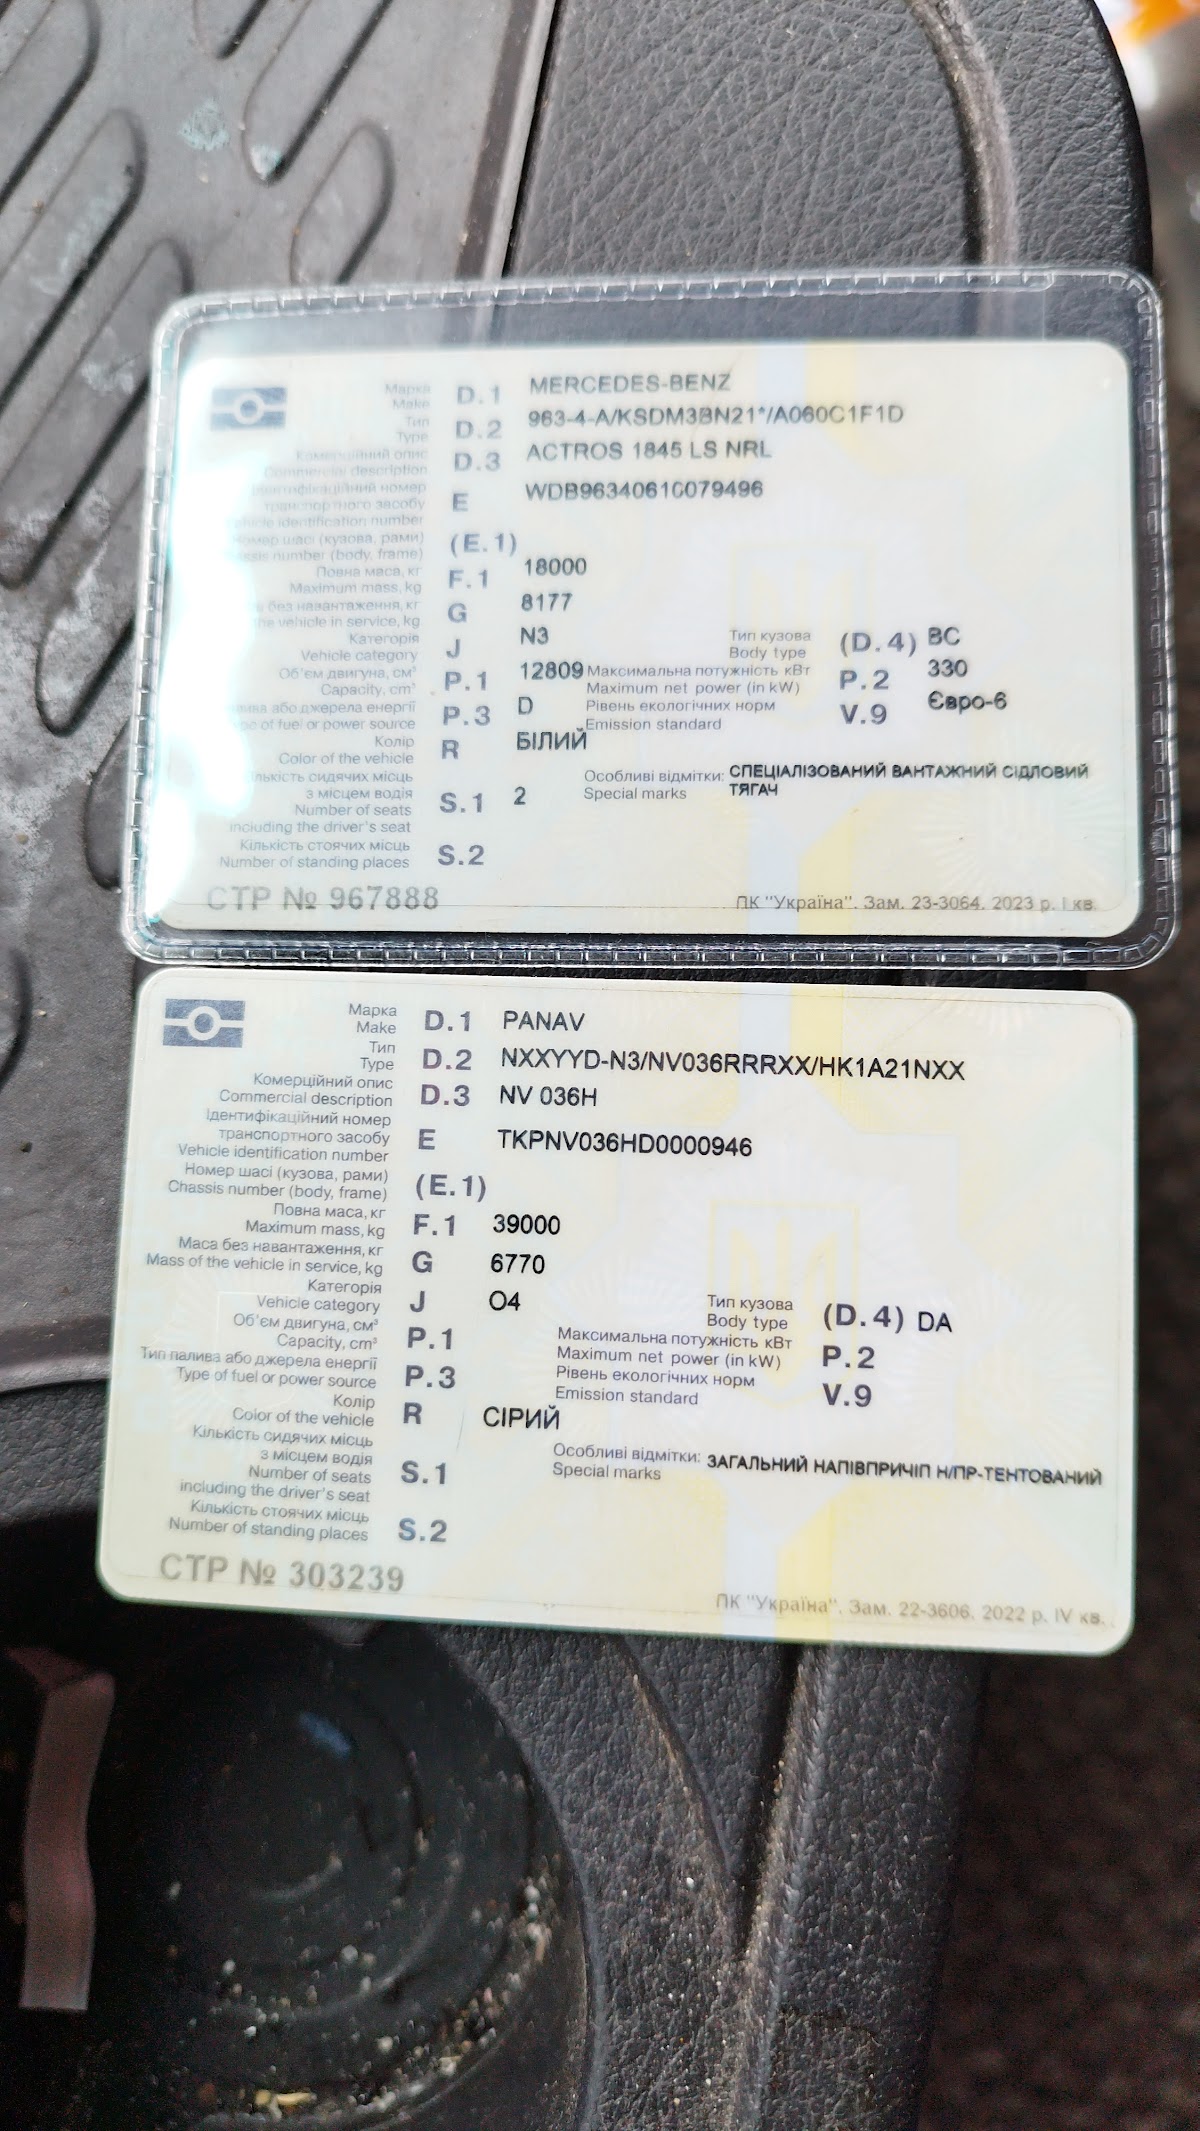 Марка
Make D.1 MERCEDES-BENZ
Тип
Type D.2 963-4-A/KSDM3BN21*/A060C1F1D
Комерційний опис
Commercial description D.3 ACTROS 1845 LS NRL
Ідентифікаційний номер
транспортного засобу
vehicle identification number E WDB96340610079496
Номер шасі (кузова, рами)
chassis number (body, frame) (E.1)
Повна маса, кг
Maximum mass, kg F.1 18000
без навантаження, кг
the vehicle in service, kg G 8177
Категорія
Vehicle category J N3
Тип кузова
Body type (D.4) BC
Об'єм двигуна, см³
Capacity, cm³ P.1 12809
Максимальна потужність кВт
Maximum net power (in kW) P.2 330
палива або джерела енергії
of fuel or power source P.3 D
Рівень екологічних норм
Emission standard V.9 Євро-6
Колір
Color of the vehicle R БІЛИЙ
Кількість сидячих місць
з місцем водія
Number of seats
including the driver's seat S.1 2
Особливі відмітки: СПЕЦІАЛІЗОВАНИЙ ВАНТАЖНИЙ СІДЛОВИЙ
Special marks ТЯГАЧ
Кількість стоячих місць
Number of standing places S.2
СТР № 967888
ПК "Україна". Зам. 23-3064. 2023 р. І кв.
Марка
Make D.1 PANAV
Тип
Type D.2 NXXYYD-N3/NV036RRRXX/HK1A21NXX
Комерційний опис
Commercial description D.3 NV 036H
Ідентифікаційний номер
транспортного засобу
Vehicle identification number E TKPNV036HD0000946
Номер шасі (кузова, рами)
Chassis number (body, frame) (E.1)
Повна маса, кг
Maximum mass, kg F.1 39000
Маса без навантаження, кг
Mass of the vehicle in service, kg G 6770
Категорія
Vehicle category J O4
Тип кузова
Body type (D.4) DA
Об'єм двигуна, см³
Capacity, cm³ P.1
Максимальна потужність кВт
Maximum net power (in kW) P.2
Тип палива або джерела енергії
Type of fuel or power source P.3
Рівень екологічних норм
Emission standard V.9
Колір
Color of the vehicle R СІРИЙ
Кількість сидячих місць
з місцем водія
Number of seats
including the driver's seat S.1
Особливі відмітки: ЗАГАЛЬНИЙ НАПІВПРИЧІП Н/ПР-ТЕНТОВАНИЙ
Special marks
Кількість стоячих місць
Number of standing places S.2
СТР № 303239
ПК "Україна". Зам. 22-3606. 2022 р. IV кв.